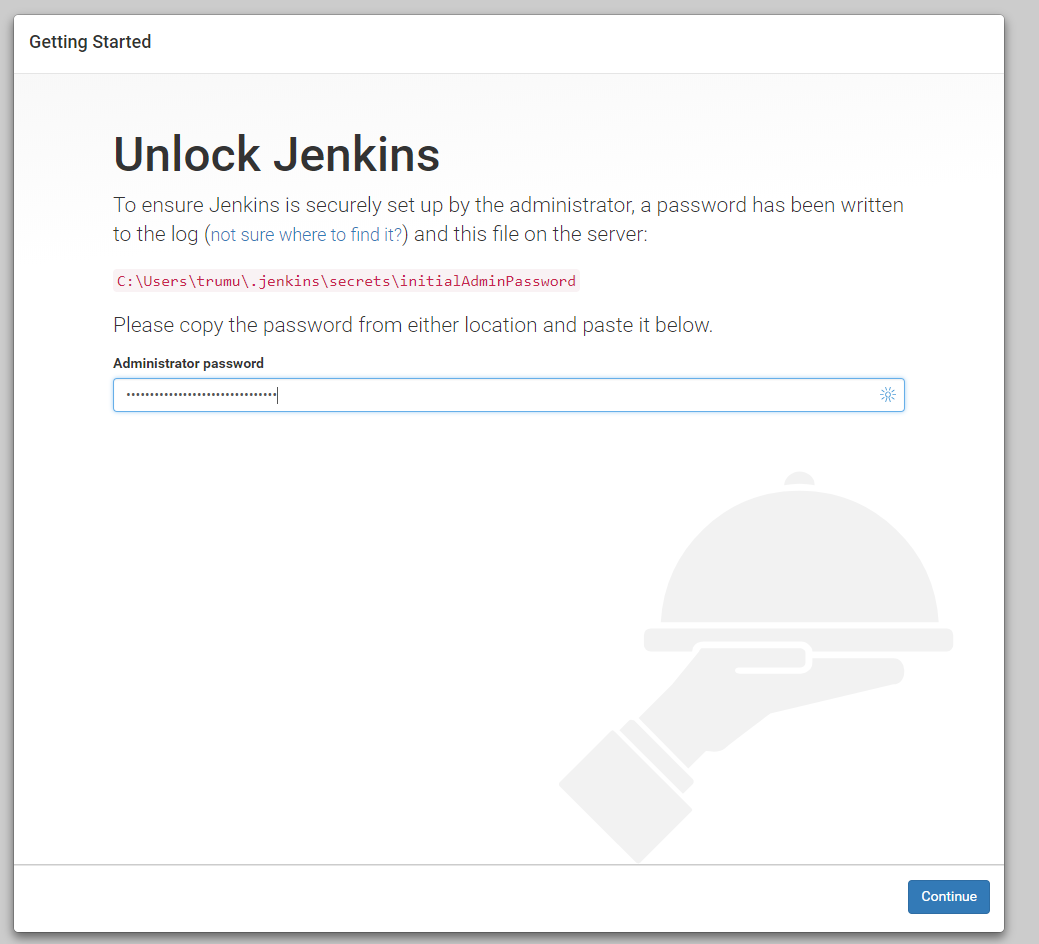 Getting Started
Unlock Jenkins
To ensure Jenkins is securely set up by the administrator, a password has been written
to the log (not sure where to find it?) and this file on the server:
C:\Users\trumu\.jenkins\secrets\initialAdminPassword
Please copy the password from either location and paste it below.
Administrator password
••••••••••••••••••••••••••••••••
Continue